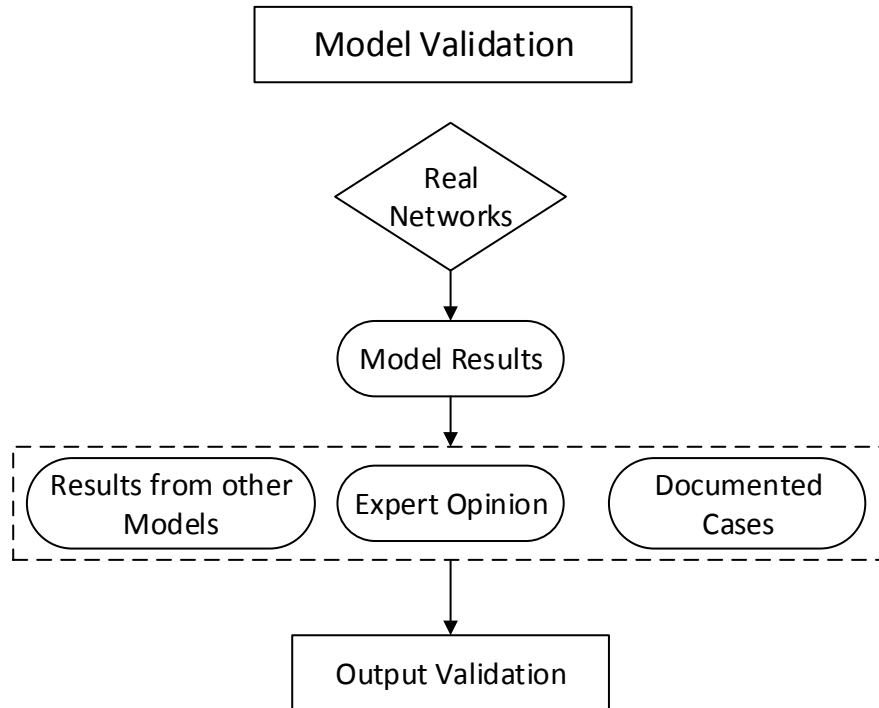 Model Validation
Real
Networks
Model Results
Results from other
Models
Expert Opinion
Documented
Cases
Output Validation